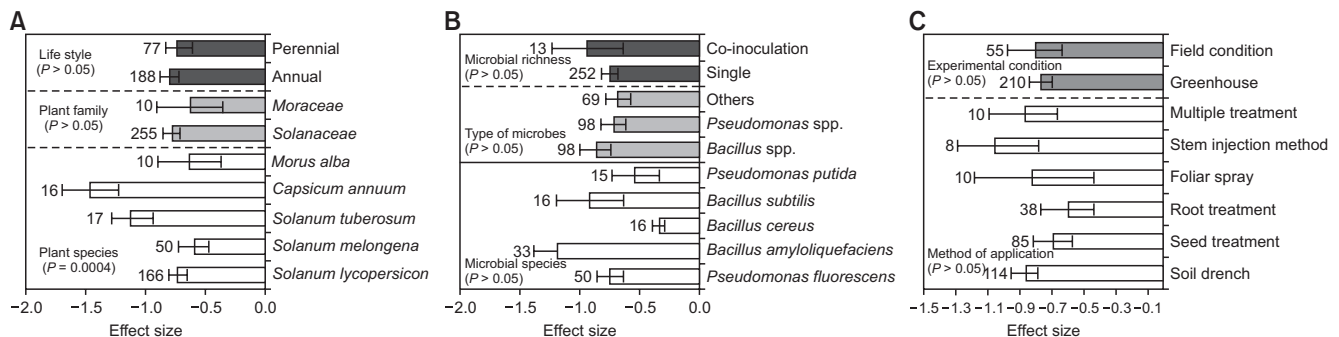 A
Life style
(P > 0.05)
77
Perennial
188
Annual
Plant family
(P > 0.05)
10
Moraceae
255
Solanaceae
10
Morus alba
16
Capsicum annuum
17
Solanum tuberosum
50
Solanum melongena
Plant species
(P = 0.0004)
166
Solanum lycopersicon
−2.0 −1.5 −1.0 −0.5 0.0
Effect size
B
13
Co-inoculation
Microbial richness
(P > 0.05)
252
Single
69
Others
98
Pseudomonas spp.
Type of microbes
(P > 0.05)
98
Bacillus spp.
15
Pseudomonas putida
16
Bacillus subtilis
16
Bacillus cereus
33
Bacillus amyloliquefaciens
Microbial species
(P > 0.05)
50
Pseudomonas fluorescens
−2.0 −1.5 −1.0 −0.5 0.0
Effect size
C
55
Field condition
Experimental condition
(P > 0.05)
210
Greenhouse
10
Multiple treatment
8
Stem injection method
10
Foliar spray
38
Root treatment
85
Seed treatment
Method of application
(P > 0.05)
114
Soil drench
−1.5 −1.3 −1.1 −0.9 −0.7 −0.5 −0.3 −0.1
Effect size